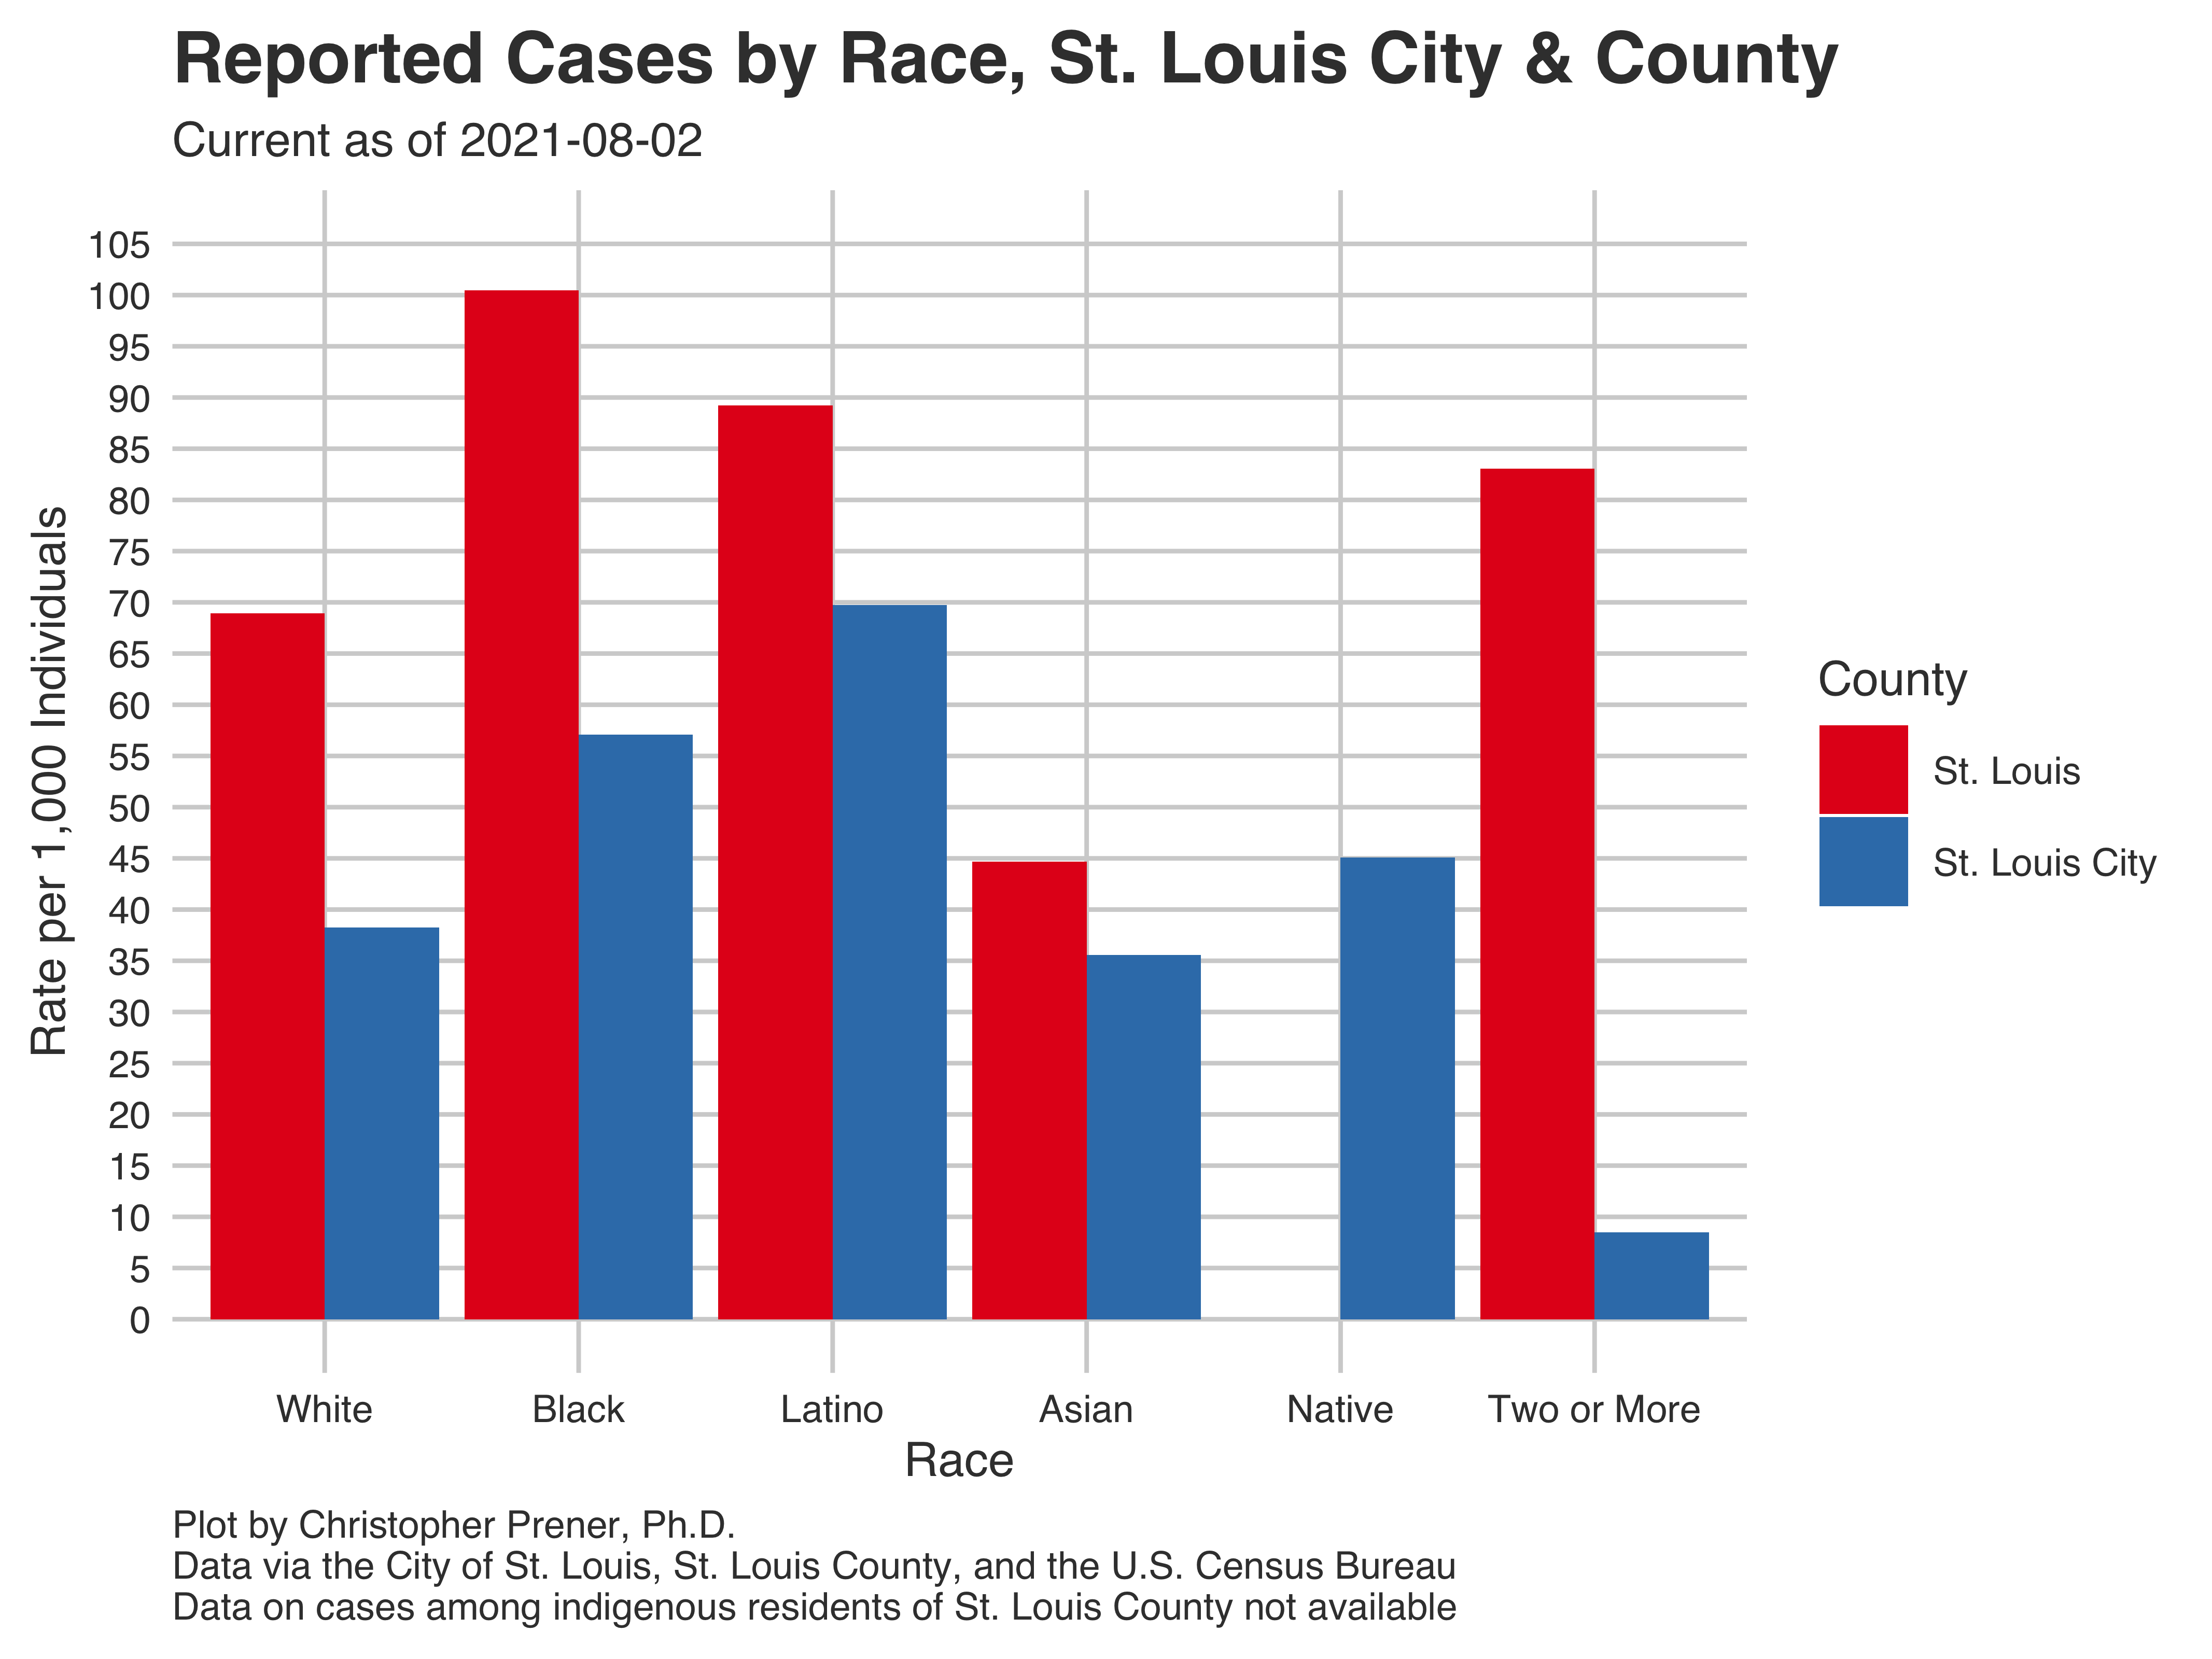 Reported Cases by Race, St. Louis City & County
Current as of 2021-08-02
Rate per 1,000 Individuals
105
100
95
90
85
80
75
70
65
60
55
50
45
40
35
30
25
20
15
10
5
0
White
Black
Latino
Asian
Native
Two or More
Race
County
St. Louis
St. Louis City
Plot by Christopher Prener, Ph.D.
Data via the City of St. Louis, St. Louis County, and the U.S. Census Bureau
Data on cases among indigenous residents of St. Louis County not available